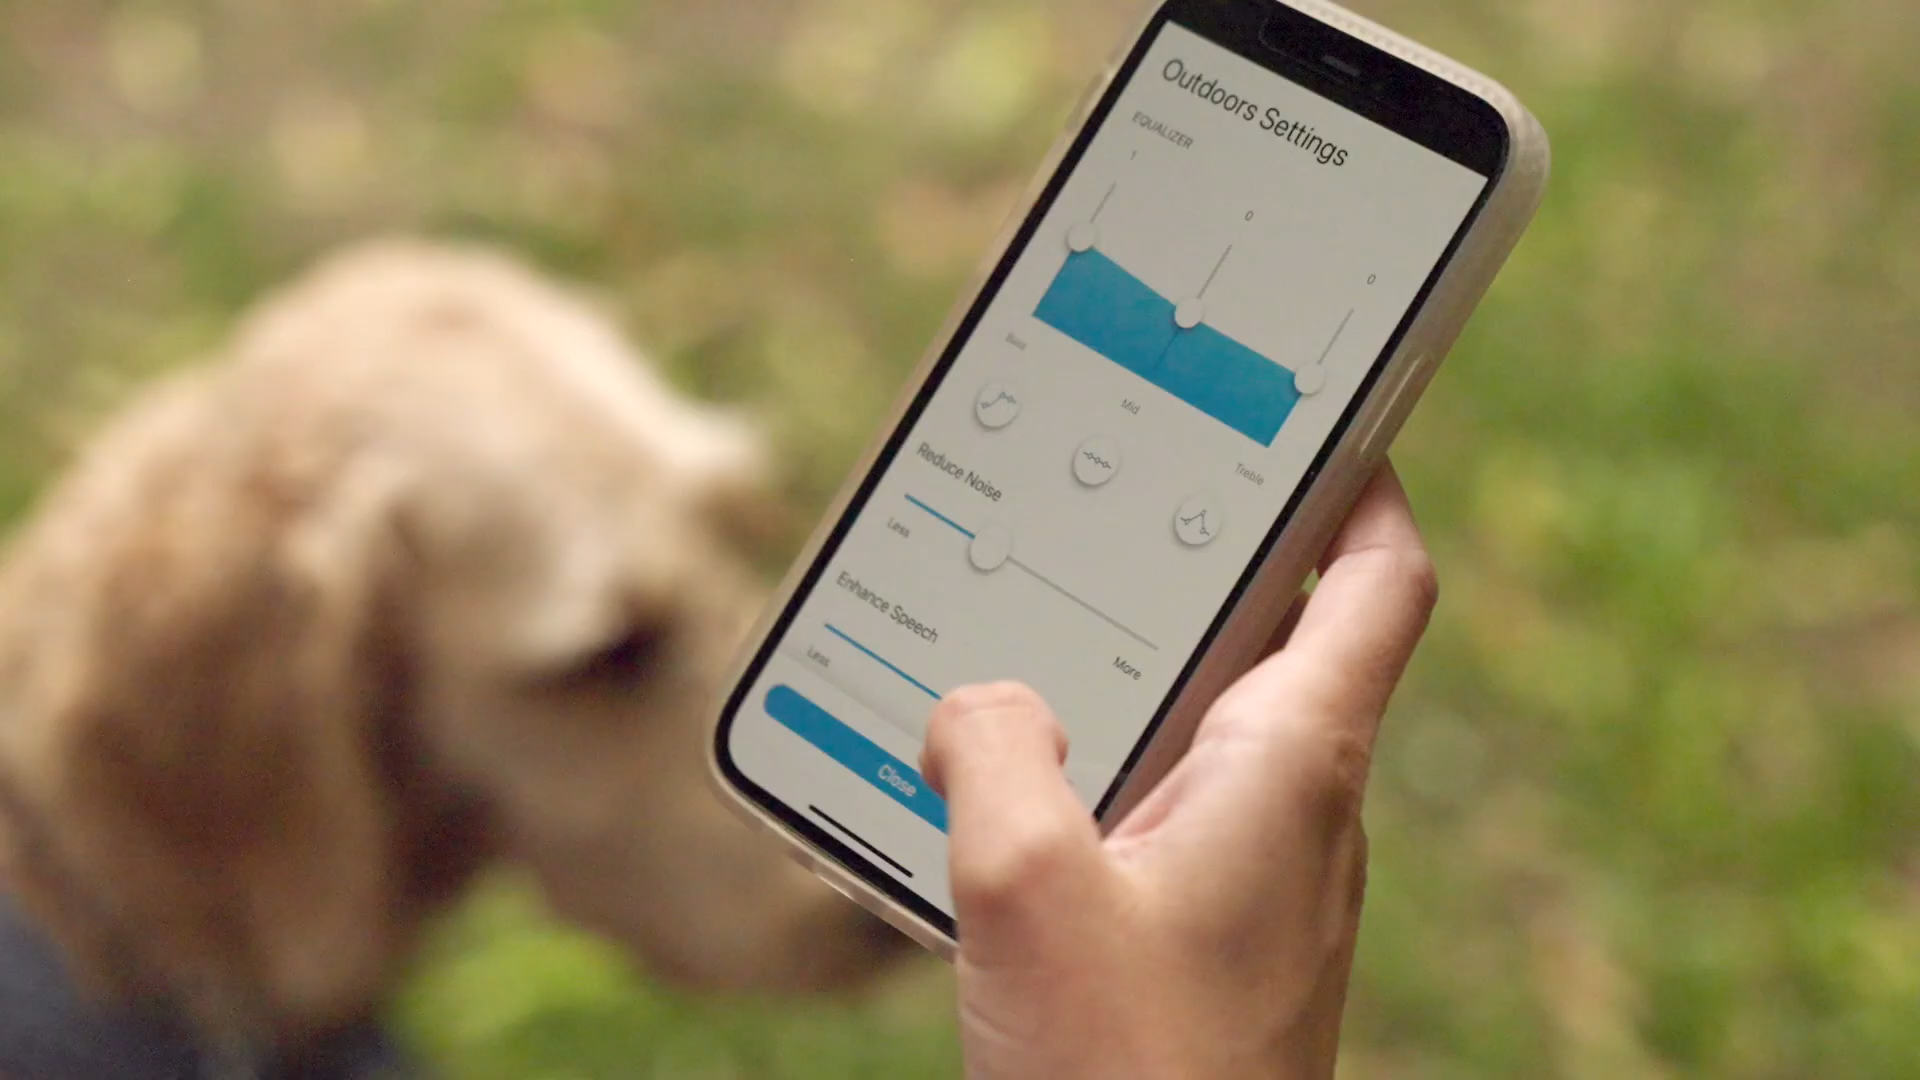 Outdoors Settings
EQUALIZER
1
0
0
Bass
Mid
Treble
Reduce Noise
Less
More
Enhance Speech
Less
Close